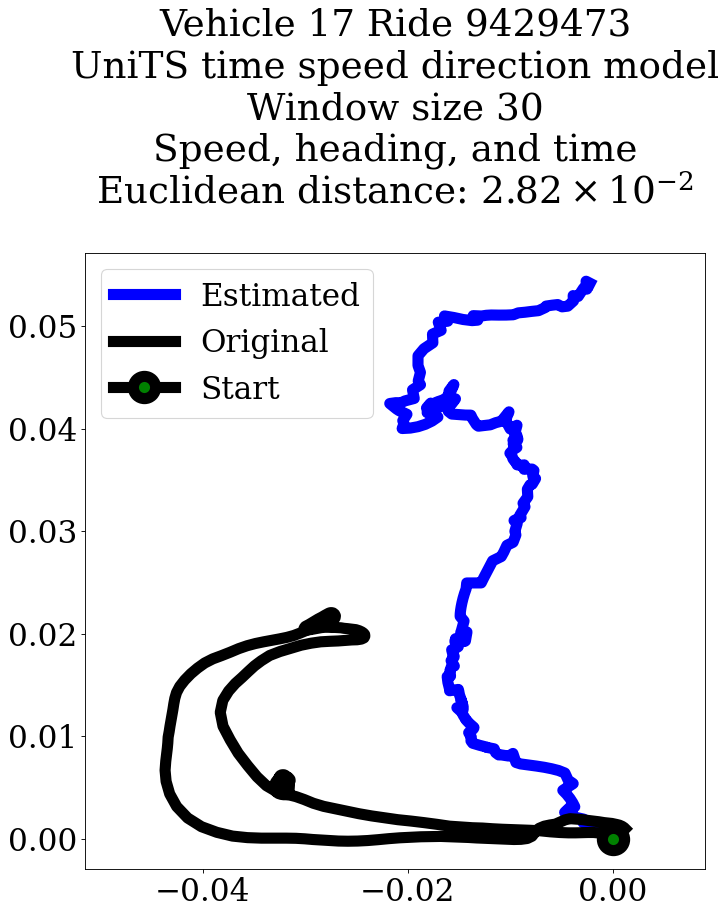 Vehicle 17 Ride 9429473
UniTS time speed direction model
Window size 30
Speed, heading, and time
Euclidean distance: 2.82 × 10⁻²
Estimated
Original
Start
0.05
0.04
0.03
0.02
0.01
0.00
−0.04 −0.02 0.00